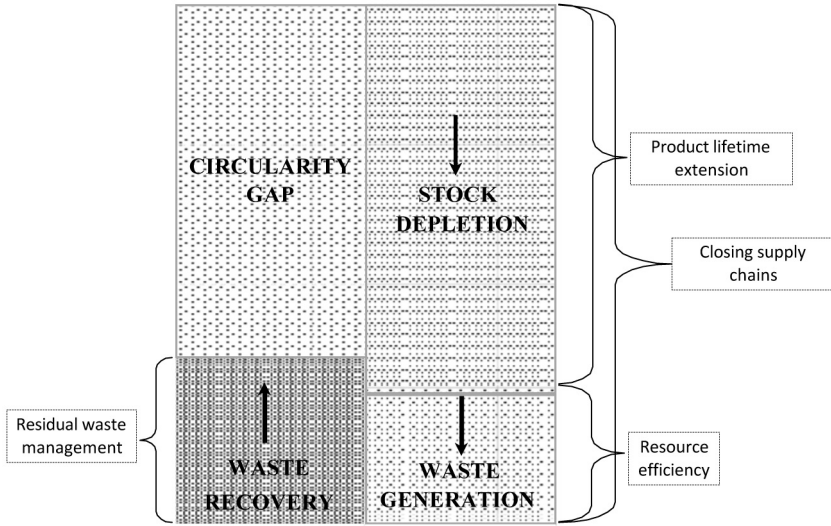 CIRCULARITY
GAP
STOCK
DEPLETION
Product lifetime
extension
Closing supply
chains
Residual waste
management
WASTE
RECOVERY
WASTE
GENERATION
Resource
efficiency